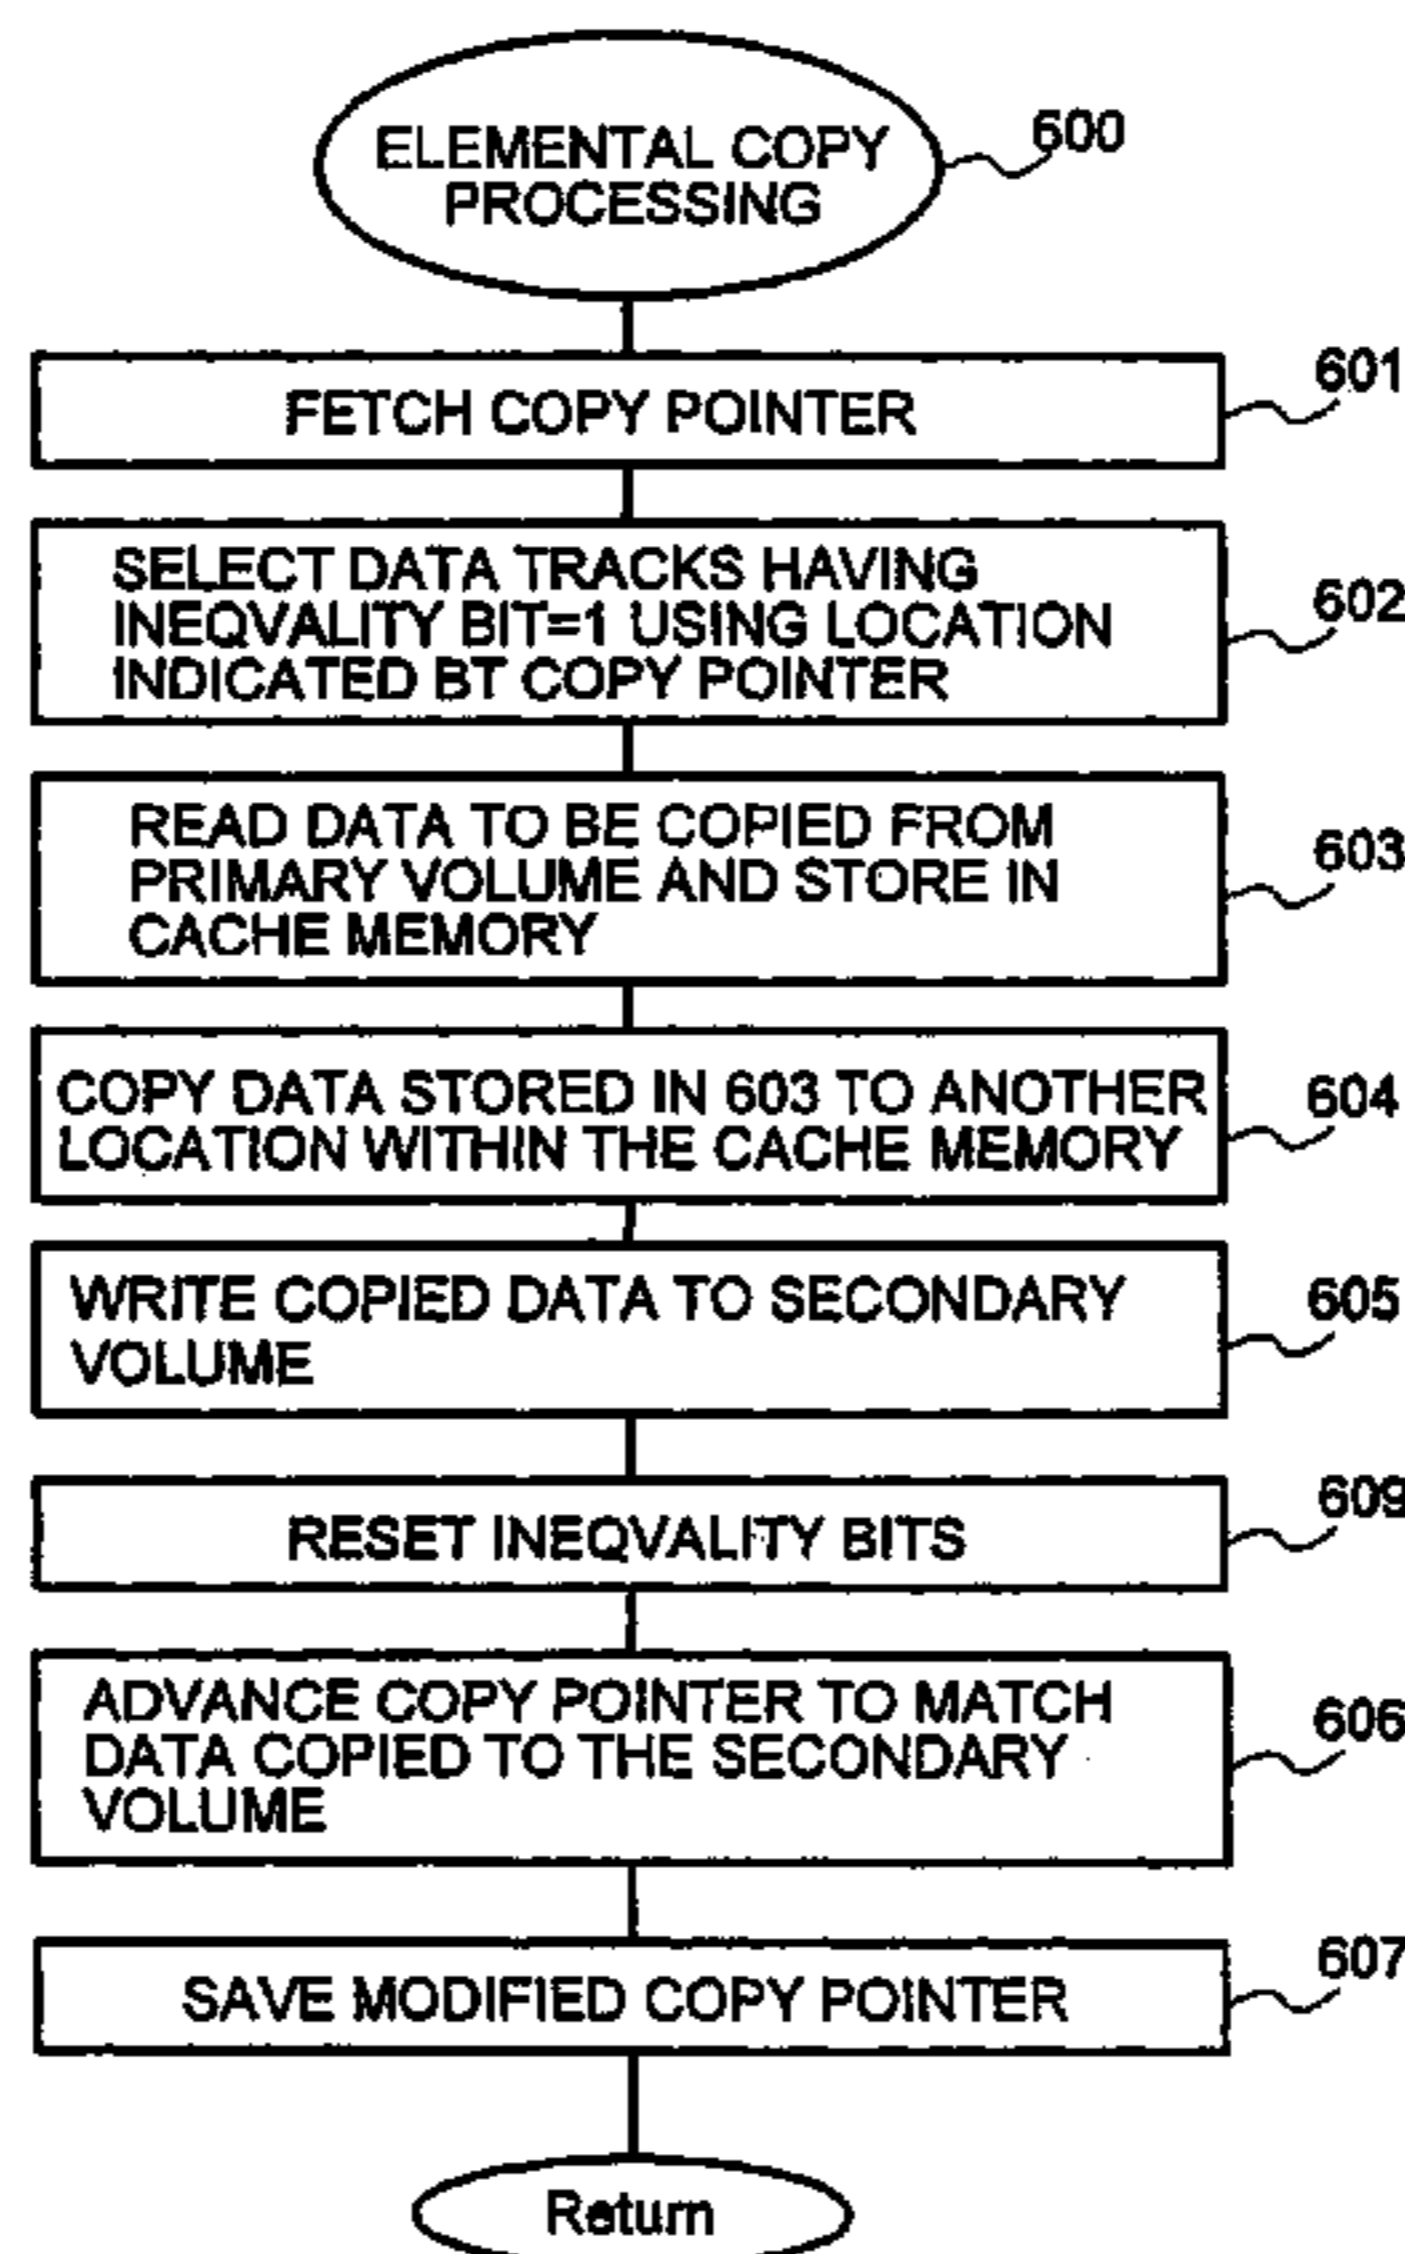 ELEMENTAL COPY
PROCESSING
600
FETCH COPY POINTER
601
SELECT DATA TRACKS HAVING
INEQVALITY BIT=1 USING LOCATION
INDICATED BT COPY POINTER
602
READ DATA TO BE COPIED FROM
PRIMARY VOLUME AND STORE IN
CACHE MEMORY
603
COPY DATA STORED IN 603 TO ANOTHER
LOCATION WITHIN THE CACHE MEMORY
604
WRITE COPIED DATA TO SECONDARY
VOLUME
605
RESET INEQVALITY BITS
609
ADVANCE COPY POINTER TO MATCH
DATA COPIED TO THE SECONDARY
VOLUME
606
SAVE MODIFIED COPY POINTER
607
Return